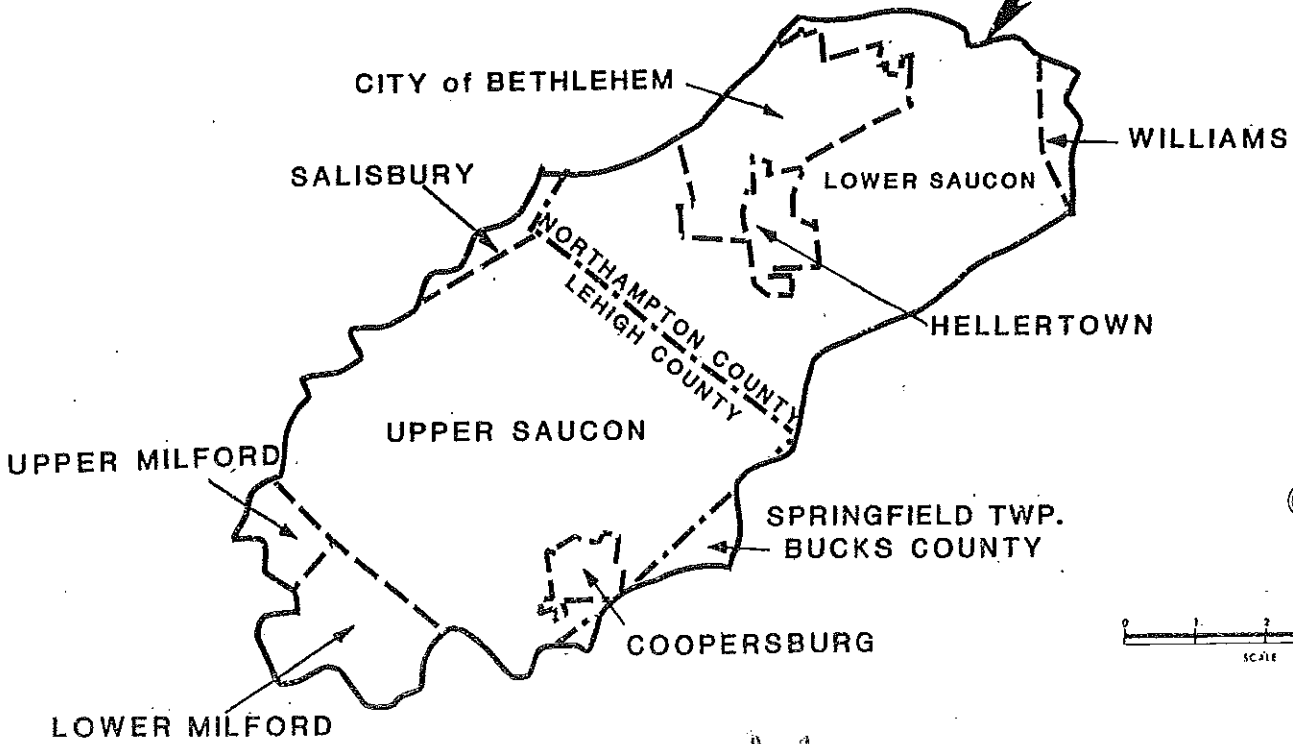 CITY of BETHLEHEM
WILLIAMS
SALISBURY
LOWER SAUCON
NORTHAMPTON COUNTY
LEHIGH COUNTY
HELLERTOWN
UPPER SAUCON
UPPER MILFORD
SPRINGFIELD TWP.
BUCKS COUNTY
COOPERSBURG
0 1 2
SCALE
LOWER MILFORD